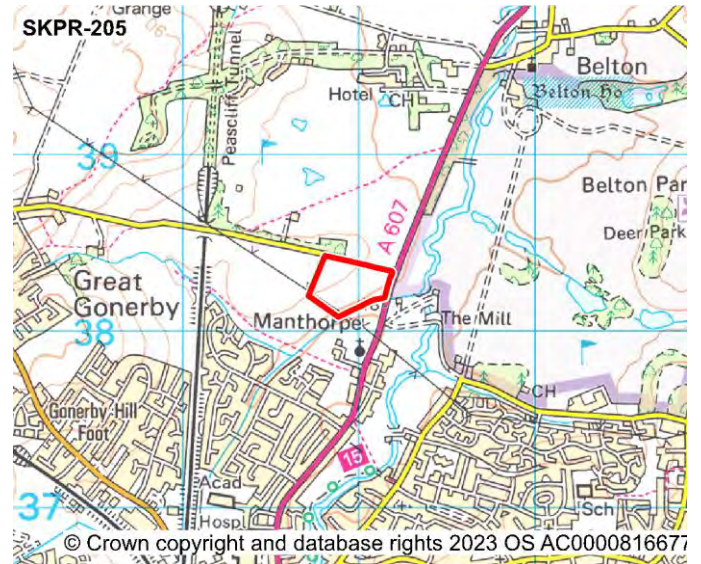 Grange
SKPR-205
Belton
Belton Ho
Hotel
CH
Peascliff Tunnel
39
Belton Par
Deer Park
A 607
Great
Gonerby
38
Manthorpe
The Mill
Gonerby Hill
Foot
CH
15
37
Acad
Hosp
Sch
© Crown copyright and database rights 2023 OS AC0000816677